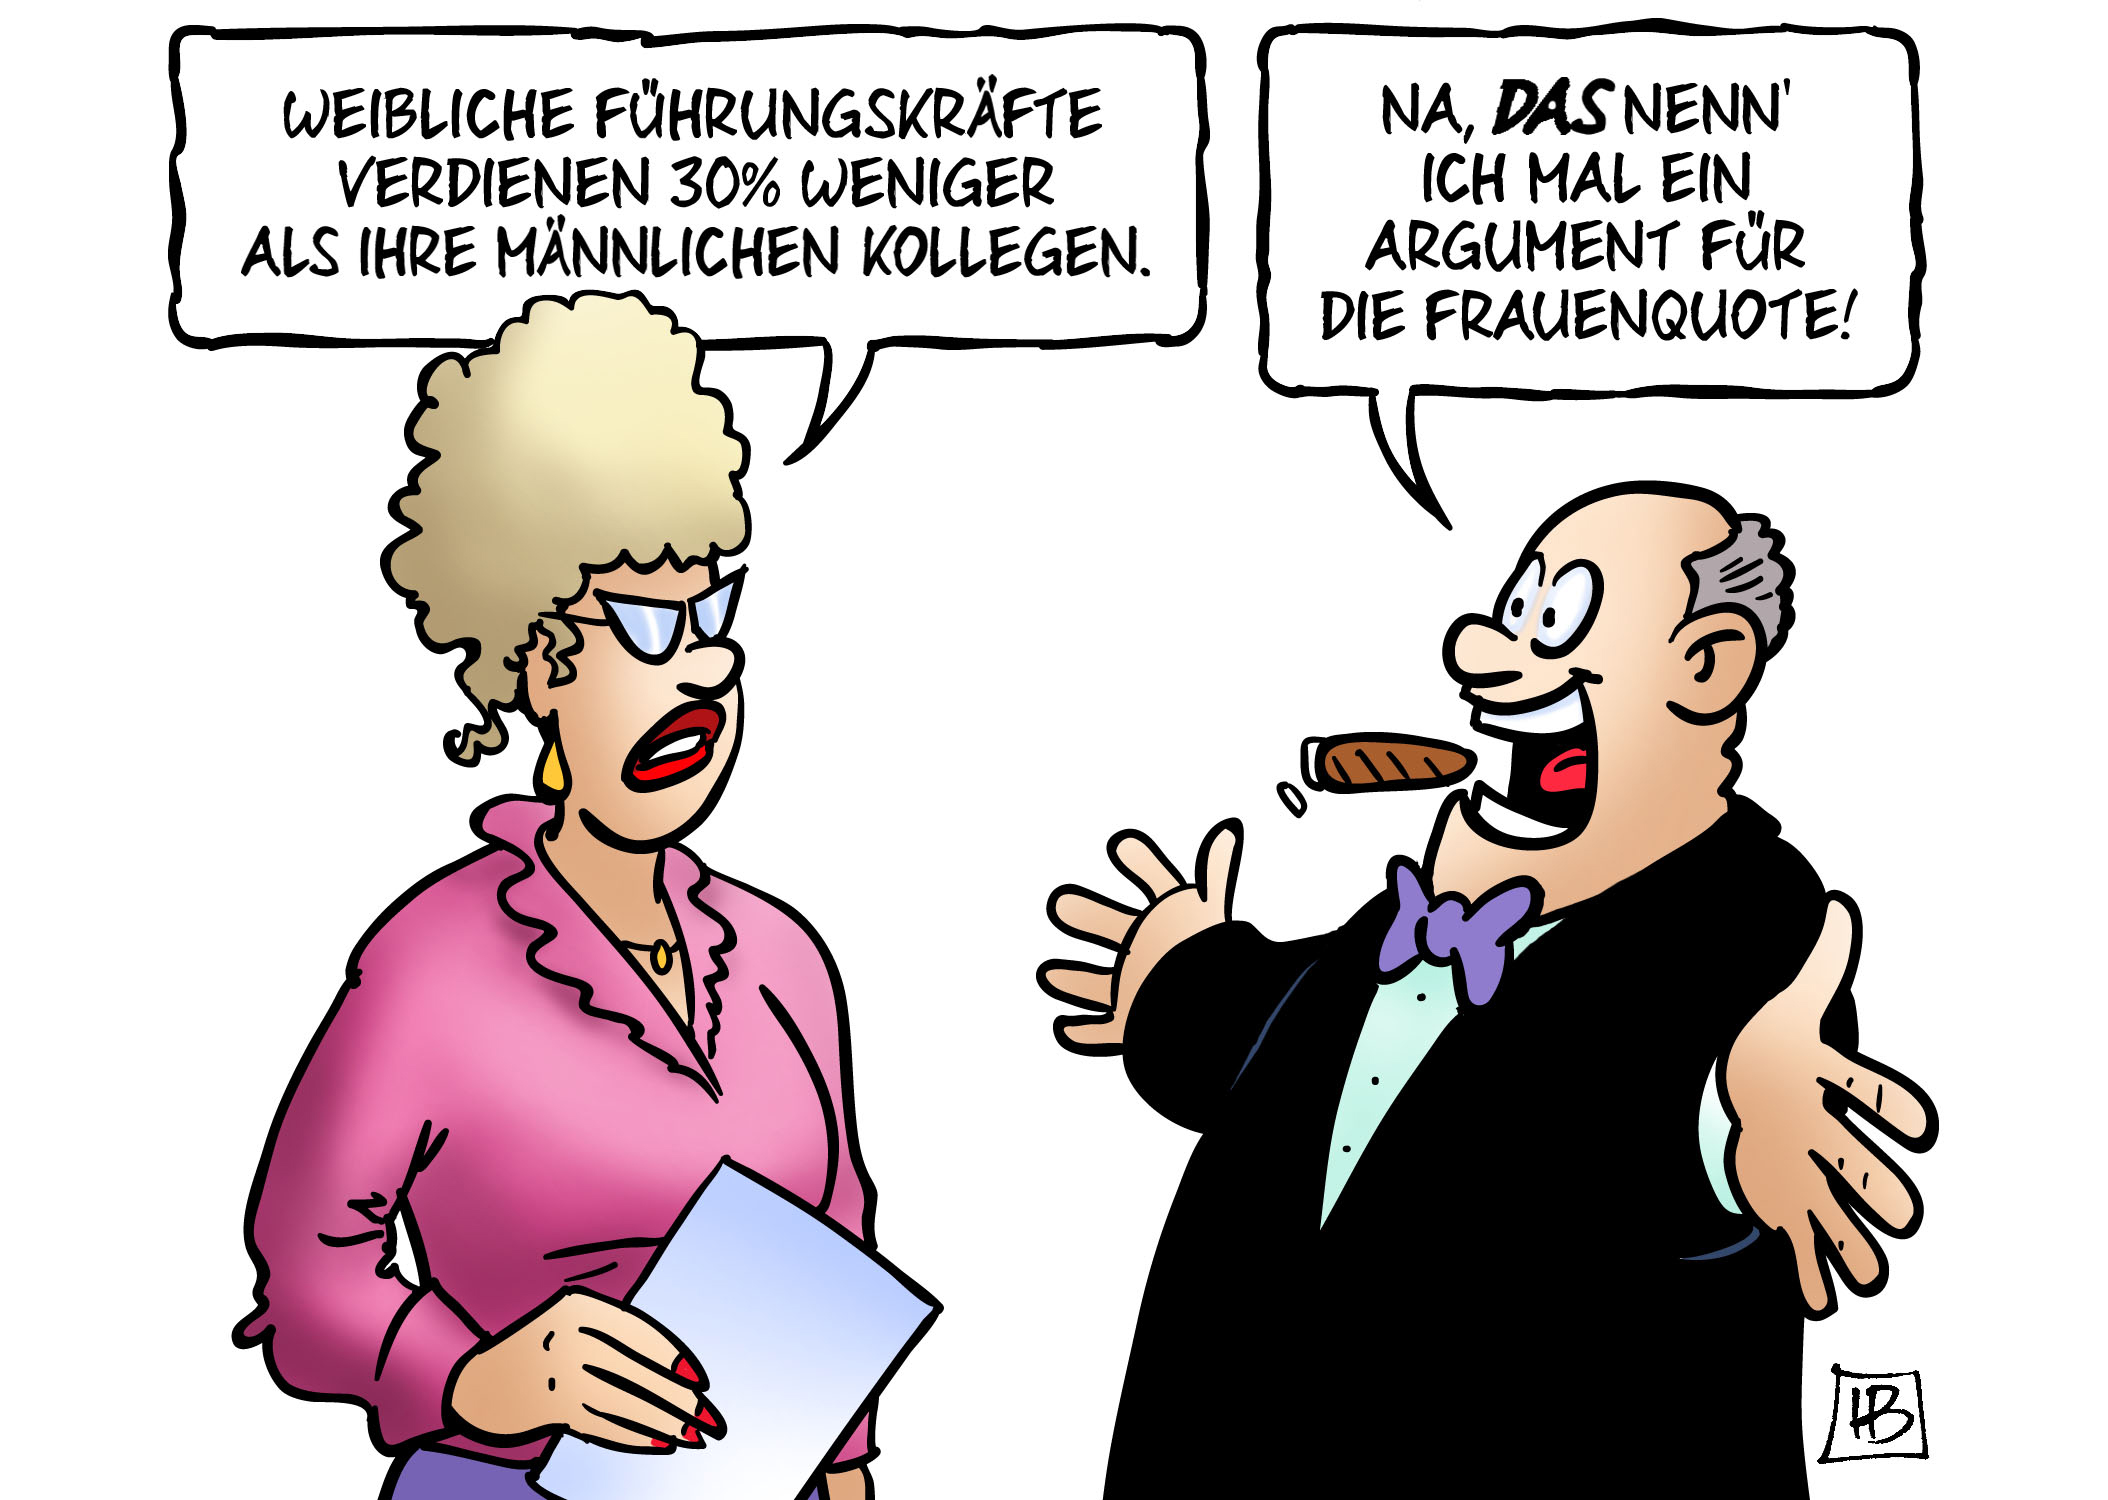 WEIBLICHE FÜHRUNGSKRÄFTE
VERDIENEN 30% WENIGER
ALS IHRE MÄNNLICHEN KOLLEGEN.
NA, DAS NENN'
ICH MAL EIN
ARGUMENT FÜR
DIE FRAUENQUOTE!
HB